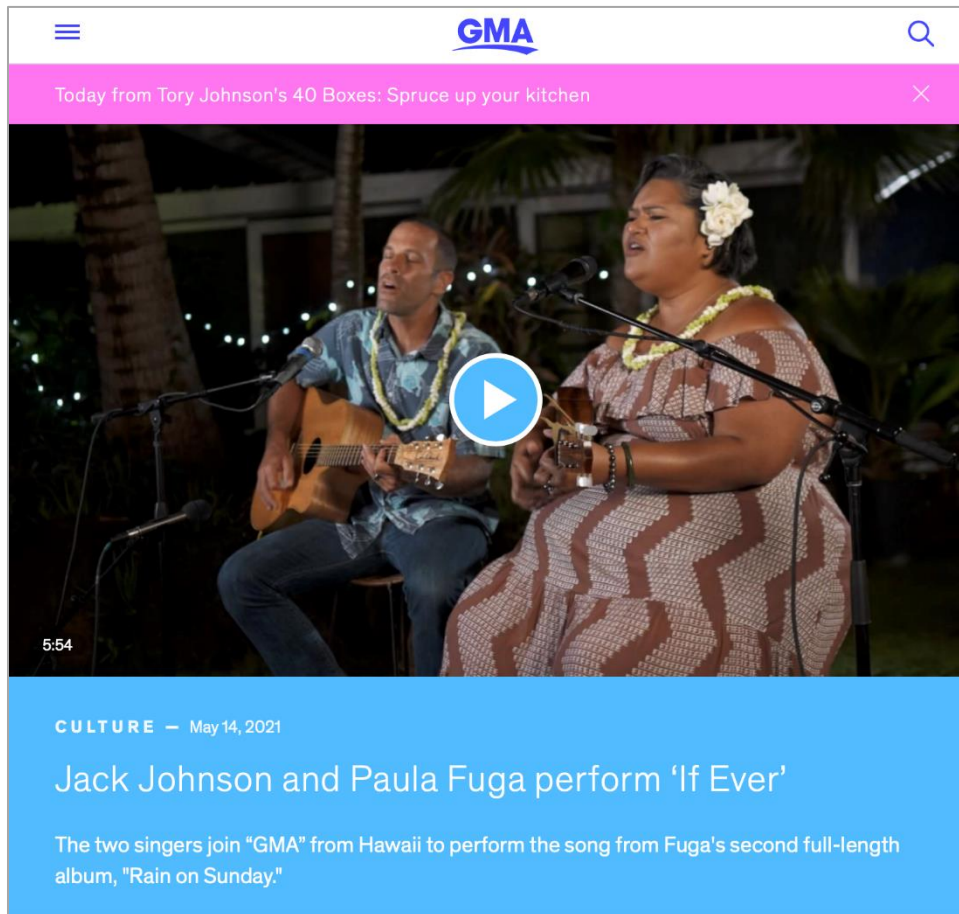 GMA
Today from Tory Johnson's 40 Boxes: Spruce up your kitchen
5:54
CULTURE — May 14, 2021
Jack Johnson and Paula Fuga perform ‘If Ever’
The two singers join “GMA” from Hawaii to perform the song from Fuga's second full-length
album, "Rain on Sunday."